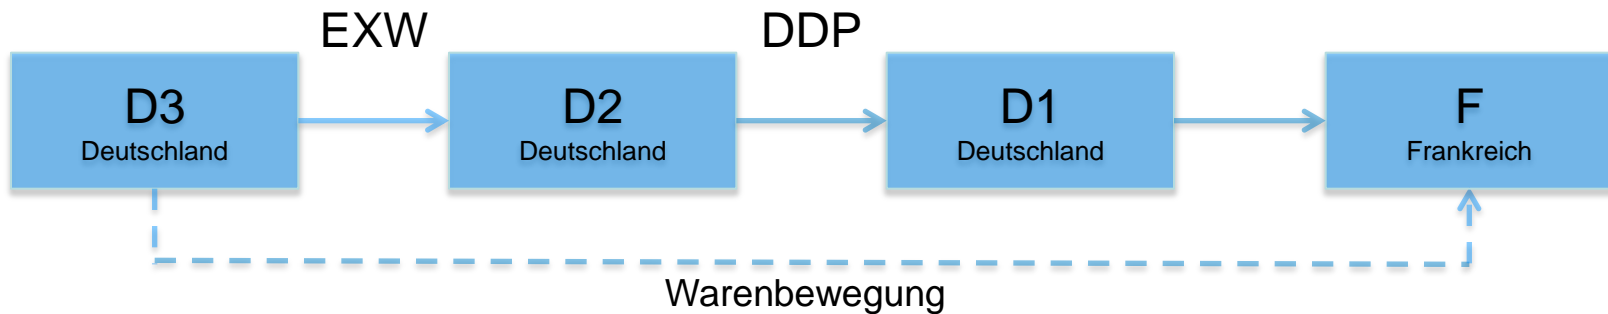 EXW
DDP
D3
Deutschland
D2
Deutschland
D1
Deutschland
F
Frankreich
Warenbewegung